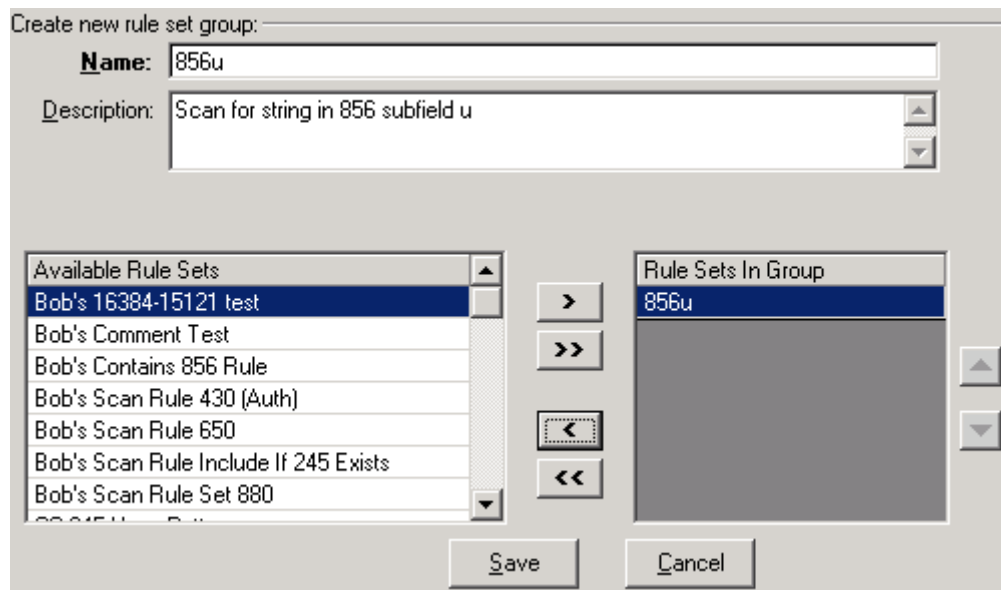 Create new rule set group:
Name: 856u
Description: Scan for string in 856 subfield u
Available Rule Sets
Bob's 16384-15121 test
Bob's Comment Test
Bob's Contains 856 Rule
Bob's Scan Rule 430 (Auth)
Bob's Scan Rule 650
Bob's Scan Rule Include If 245 Exists
Bob's Scan Rule Set 880
>
>>
<
<<
Rule Sets In Group
856u
Save Cancel